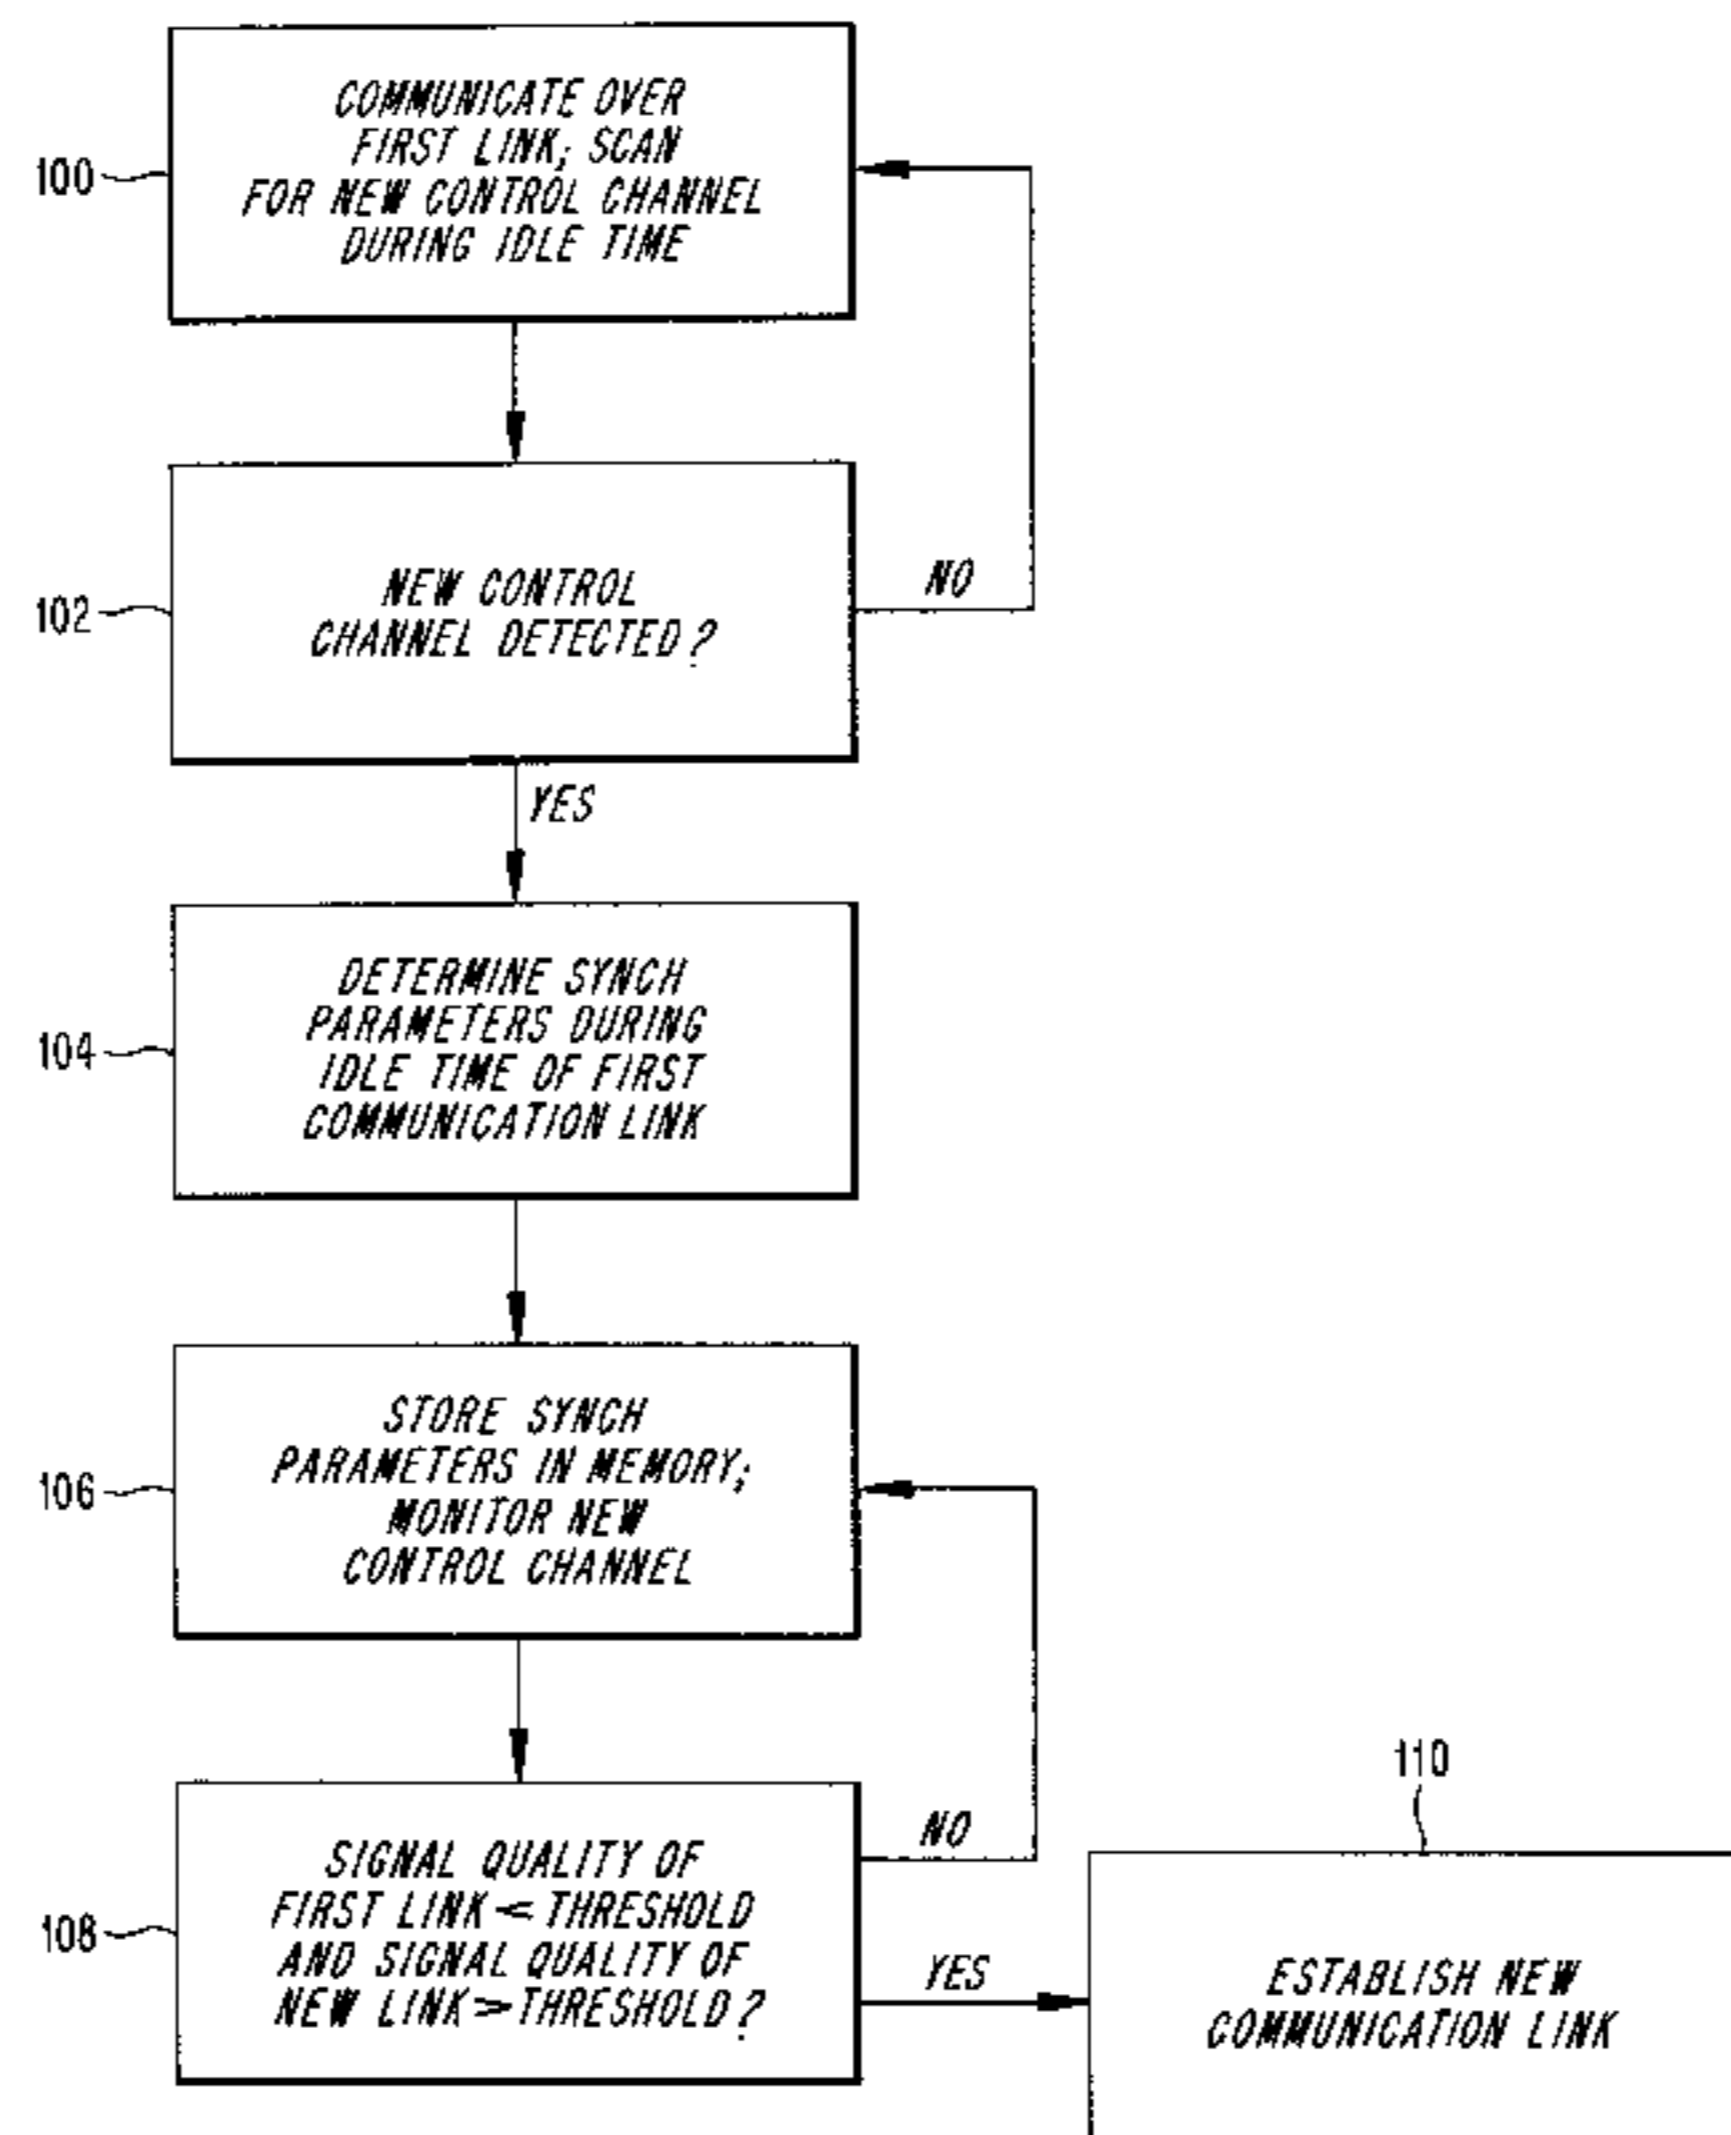 COMMUNICATE OVER
FIRST LINK; SCAN
FOR NEW CONTROL CHANNEL
DURING IDLE TIME
100
NEW CONTROL
CHANNEL DETECTED?
102
NO
YES
DETERMINE SYNCH
PARAMETERS DURING
IDLE TIME OF FIRST
COMMUNICATION LINK
104
STORE SYNCH
PARAMETERS IN MEMORY;
MONITOR NEW
CONTROL CHANNEL
106
SIGNAL QUALITY OF
FIRST LINK < THRESHOLD
AND SIGNAL QUALITY OF
NEW LINK > THRESHOLD?
108
NO
YES
110
ESTABLISH NEW
COMMUNICATION LINK